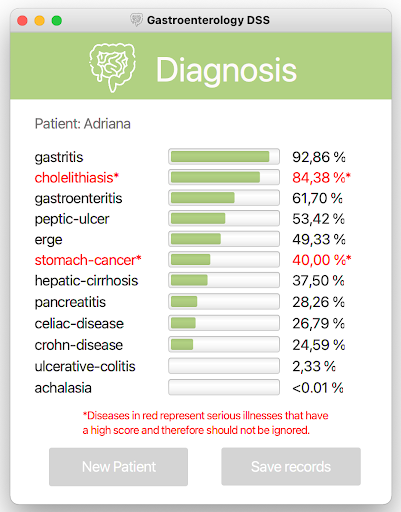 Gastroenterology DSS
Diagnosis
Patient: Adriana
gastritis 92,86 %
cholelithiasis* 84,38 %*
gastroenteritis 61,70 %
peptic-ulcer 53,42 %
erge 49,33 %
stomach-cancer* 40,00 %*
hepatic-cirrhosis 37,50 %
pancreatitis 28,26 %
celiac-disease 26,79 %
crohn-disease 24,59 %
ulcerative-colitis 2,33 %
achalasia <0.01 %
*Diseases in red represent serious illnesses that have
a high score and therefore should not be ignored.
New Patient Save records